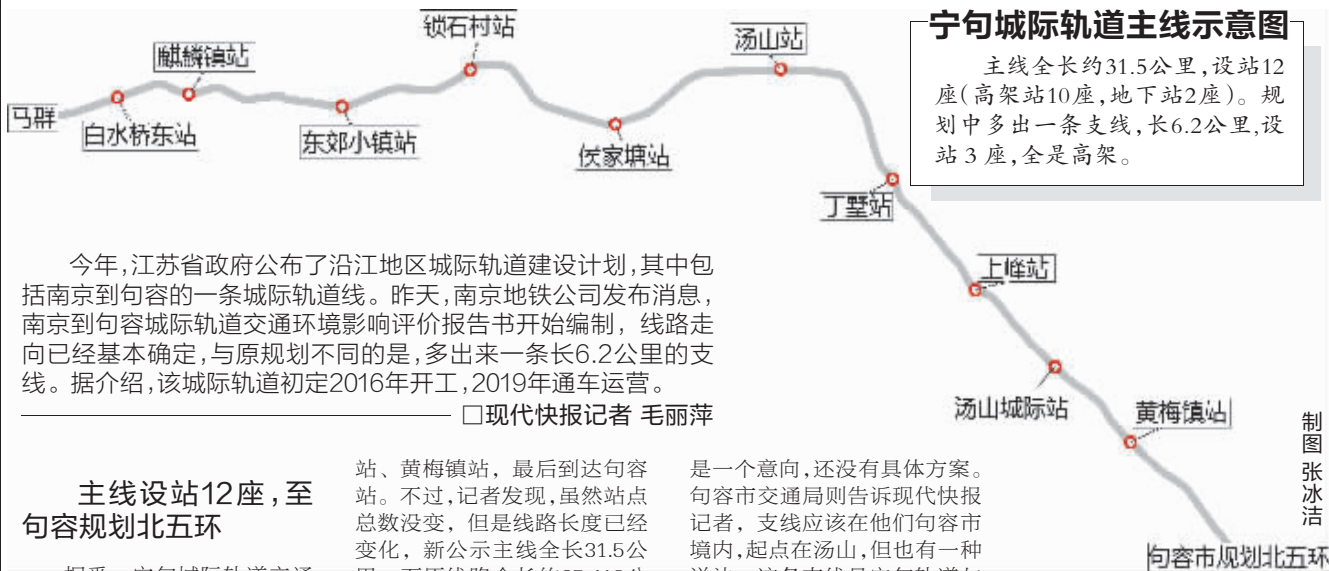 宁句城际轨道主线示意图
主线全长约31.5公里,设站12
座(高架站10座,地下站2座)。规
划中多出一条支线,长6.2公里,设
站3座,全是高架。
马群
白水桥东站
麒麟镇站
东郊小镇站
锁石村站
侯家塘站
汤山站
丁墅站
上峰站
汤山城际站
黄梅镇站
句容市规划北五环
制图 张冰洁
今年,江苏省政府公布了沿江地区城际轨道建设计划,其中包
括南京到句容的一条城际轨道线。昨天,南京地铁公司发布消息,
南京到句容城际轨道交通环境影响评价报告书开始编制,线路走
向已经基本确定,与原规划不同的是,多出来一条长6.2公里的支
线。据介绍,该城际轨道初定2016年开工,2019年通车运营。
□现代快报记者 毛丽萍
主线设站12座,至
句容规划北五环
站、黄梅镇站,最后到达句容
站。不过,记者发现,虽然站点
总数没变,但是线路长度已经
变化,新公示主线全长31.5公
是一个意向,还没有具体方案。
句容市交通局则告诉现代快报
记者,支线应该在他们句容市
境内,起点在汤山,但也有一种